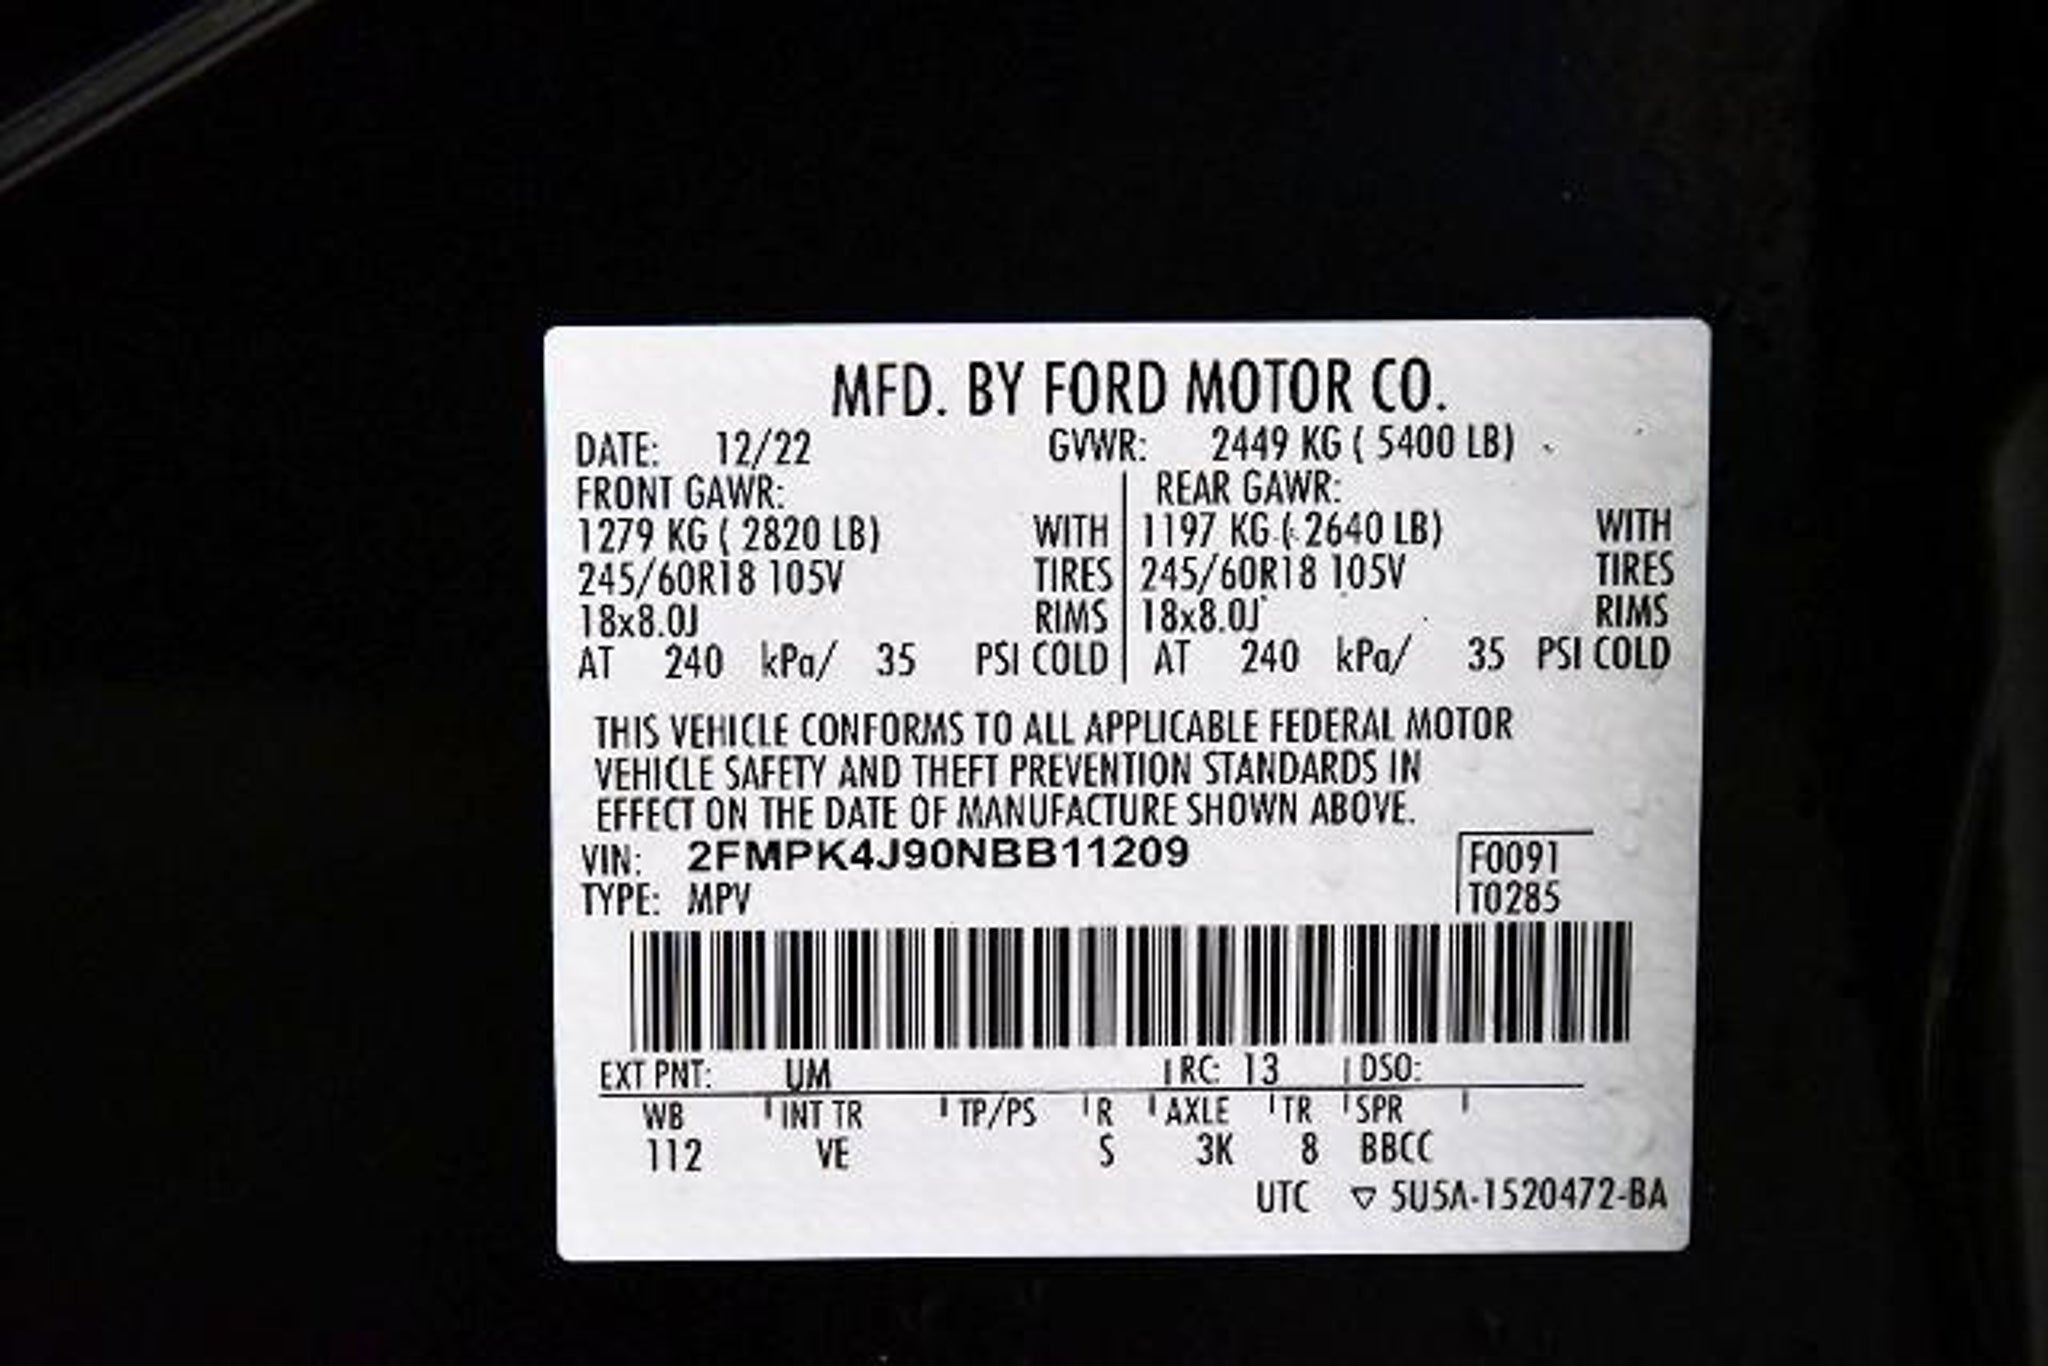 MFD. BY FORD MOTOR CO.
DATE: 12/22 GVWR: 2449 KG ( 5400 LB)
FRONT GAWR: REAR GAWR:
1279 KG ( 2820 LB) WITH 1197 KG ( 2640 LB) WITH
245/60R18 105V TIRES 245/60R18 105V TIRES
18x8.0J RIMS 18x8.0J RIMS
AT 240 kPa/ 35 PSI COLD AT 240 kPa/ 35 PSI COLD
THIS VEHICLE CONFORMS TO ALL APPLICABLE FEDERAL MOTOR
VEHICLE SAFETY AND THEFT PREVENTION STANDARDS IN
EFFECT ON THE DATE OF MANUFACTURE SHOWN ABOVE.
VIN: 2FMPK4J90NBB11209 F0091
TYPE: MPV T0285
EXT PNT: UM RC: 13 DSO:
WB INT TR TP/PS R AXLE TR SPR
112 VE S 3K 8 BBCC
UTC ▽ 5U5A-1520472-BA